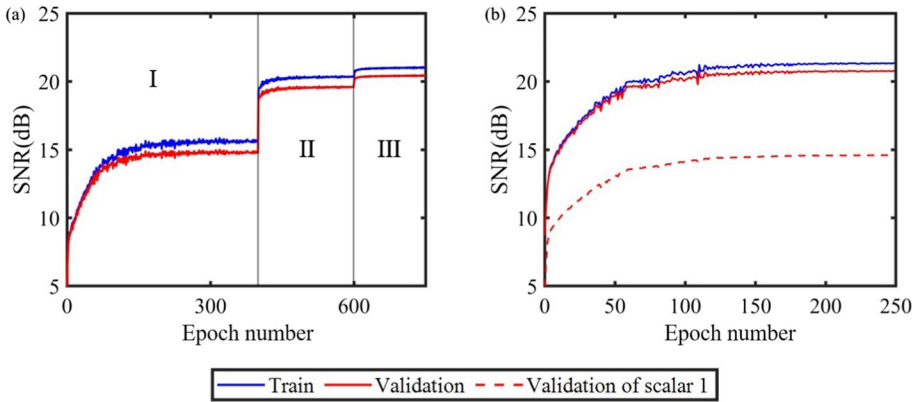 (a)
25
20
15
10
5
SNR(dB)
I
II
III
0 300 600
Epoch number
(b)
25
20
15
10
5
SNR(dB)
0 50 100 150 200 250
Epoch number
Train Validation Validation of scalar 1